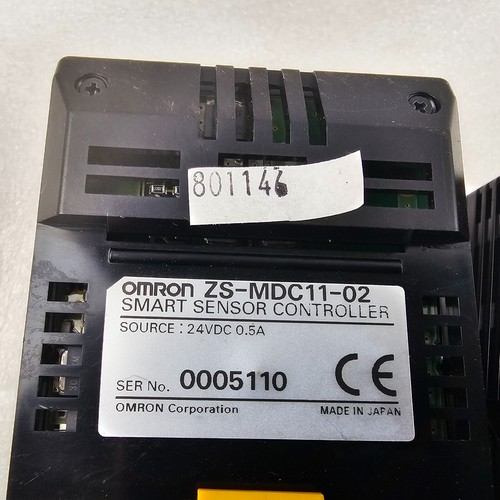 801146
OMRON ZS-MDC11-02
SMART SENSOR CONTROLLER
SOURCE : 24VDC 0.5A
SER No. 0005110
CE
OMRON Corporation MADE IN JAPAN